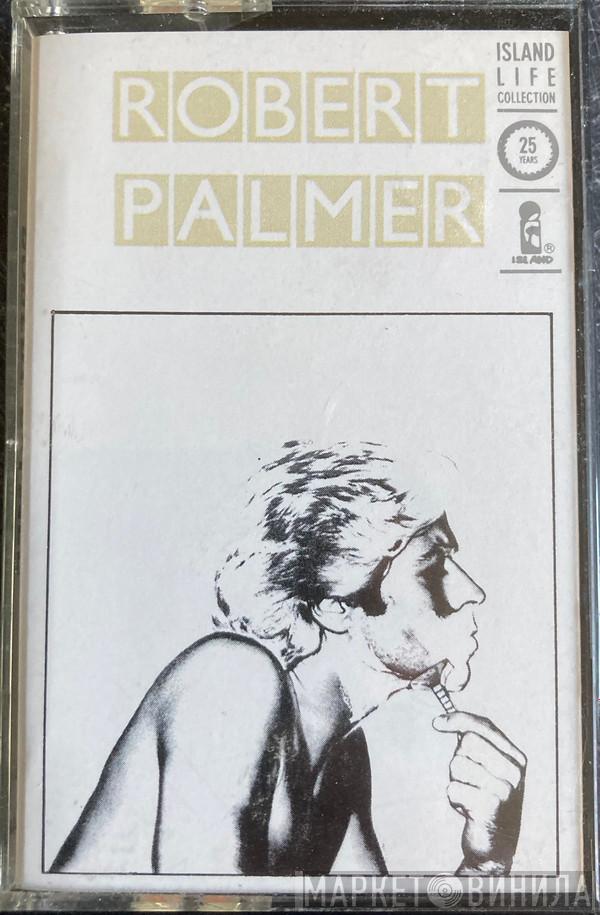 ROBERT
PALMER
ISLAND
LIFE
COLLECTION
25
YEARS
®
ISLAND
МАРКЕТ ВИНИЛА